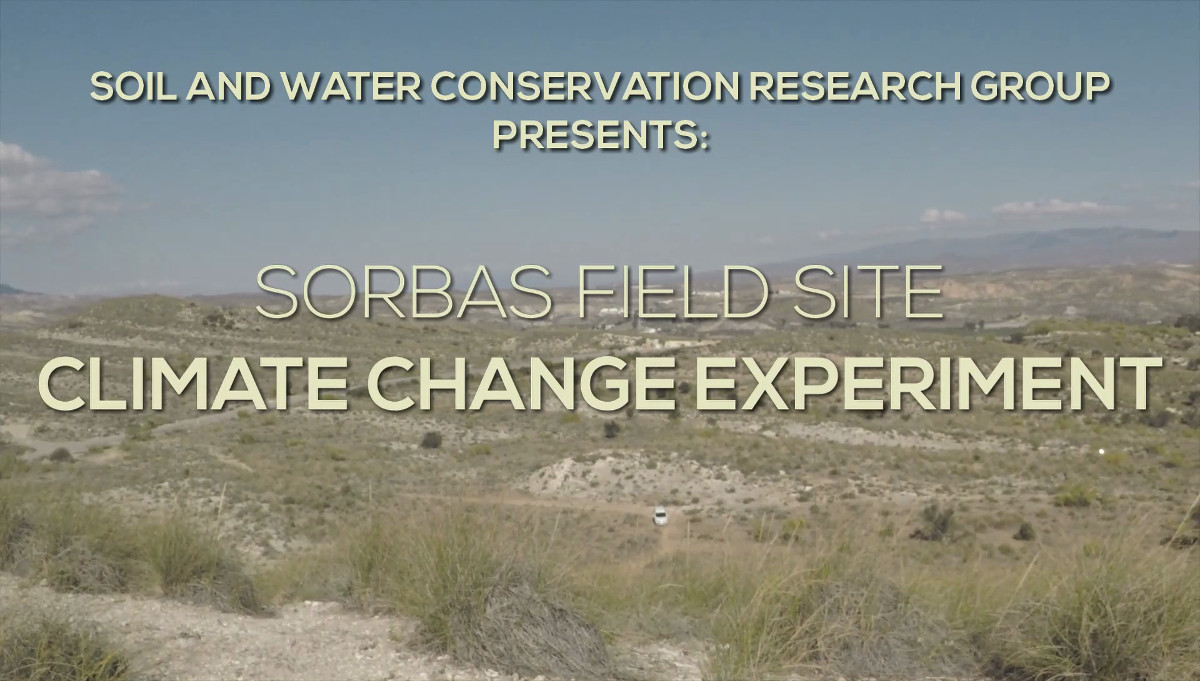 SOIL AND WATER CONSERVATION RESEARCH GROUP
PRESENTS:
SORBAS FIELD SITE
CLIMATE CHANGE EXPERIMENT